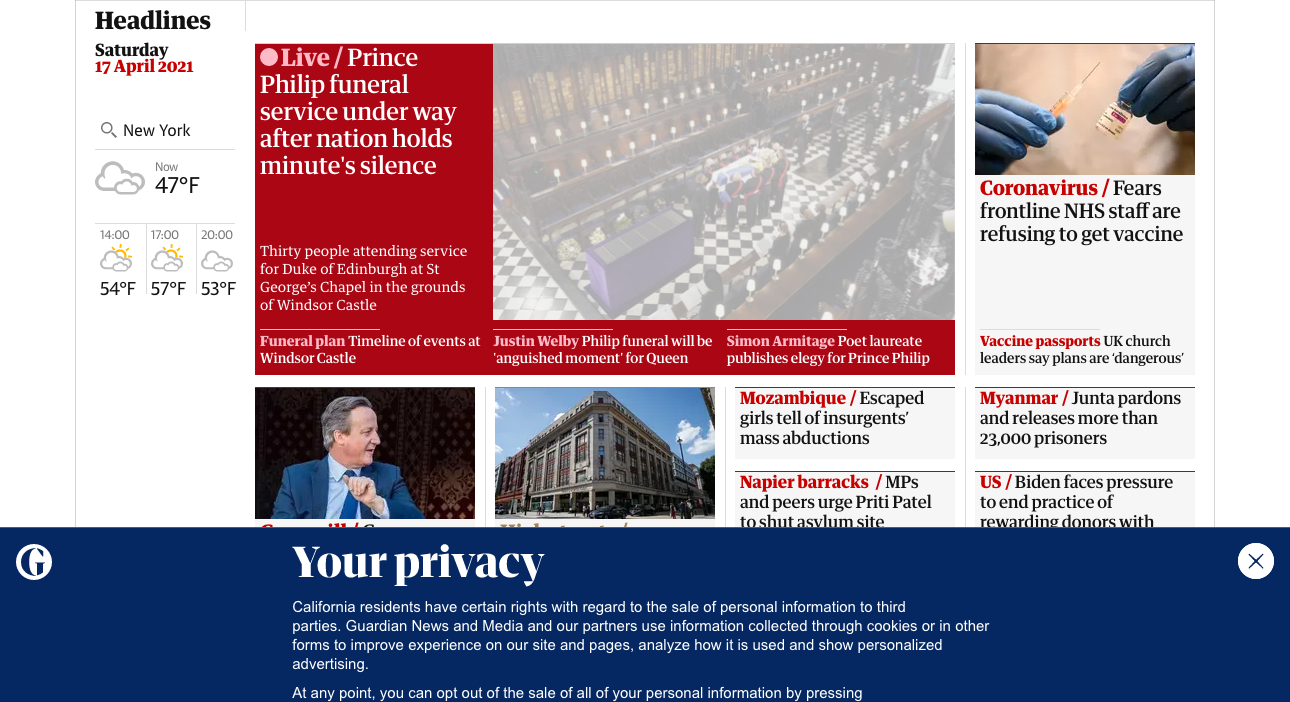 Headlines
Saturday
17 April 2021
New York
Now
47°F
14:00
17:00
20:00
54°F
57°F
53°F
Live / Prince
Philip funeral
service under way
after nation holds
minute's silence
Thirty people attending service
for Duke of Edinburgh at St
George’s Chapel in the grounds
of Windsor Castle
Funeral plan Timeline of events at
Windsor Castle
Justin Welby Philip funeral will be
‘anguished moment’ for Queen
Simon Armitage Poet laureate
publishes elegy for Prince Philip
Coronavirus / Fears
frontline NHS staff are
refusing to get vaccine
Vaccine passports UK church
leaders say plans are ‘dangerous’
Mozambique / Escaped
girls tell of insurgents’
mass abductions
Myanmar / Junta pardons
and releases more than
23,000 prisoners
Napier barracks / MPs
and peers urge Priti Patel
to shut asylum site
US / Biden faces pressure
to end practice of
rewarding donors with
Your privacy
California residents have certain rights with regard to the sale of personal information to third
parties. Guardian News and Media and our partners use information collected through cookies or in other
forms to improve experience on our site and pages, analyze how it is used and show personalized
advertising.
At any point, you can opt out of the sale of all of your personal information by pressing